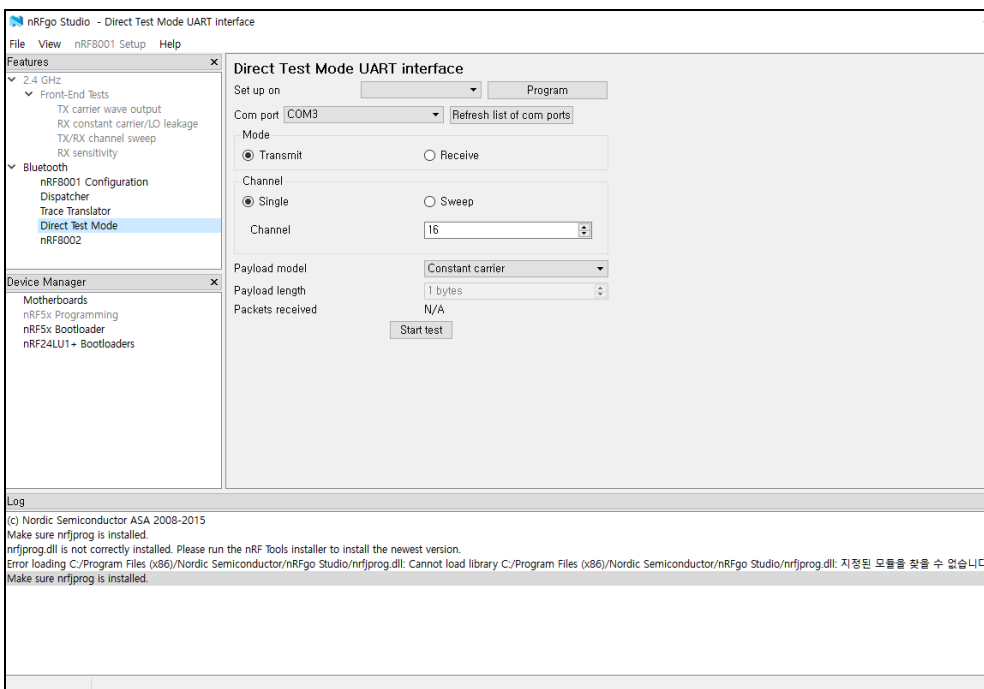 nRFgo Studio - Direct Test Mode UART interface
File View nRF8001 Setup Help
Features
2.4 GHz
Front-End Tests
TX carrier wave output
RX constant carrier/LO leakage
TX/RX channel sweep
RX sensitivity
Bluetooth
nRF8001 Configuration
Dispatcher
Trace Translator
Direct Test Mode
nRF8002
Device Manager
Motherboards
nRF5x Programming
nRF5x Bootloader
nRF24LU1+ Bootloaders
Direct Test Mode UART interface
Set up on Program
Com port COM3 Refresh list of com ports
Mode
Transmit Receive
Channel
Single Sweep
Channel 16
Payload model Constant carrier
Payload length 1 bytes
Packets received N/A
Start test
Log
(c) Nordic Semiconductor ASA 2008-2015
Make sure nrfjprog is installed.
nrfjprog.dll is not correctly installed. Please run the nRF Tools installer to install the newest version.
Error loading C:/Program Files (x86)/Nordic Semiconductor/nRFgo Studio/nrfjprog.dll: Cannot load library C:/Program Files (x86)/Nordic Semiconductor/nRFgo Studio/nrfjprog.dll: 지정된 모듈을 찾을 수 없습니다
Make sure nrfjprog is installed.